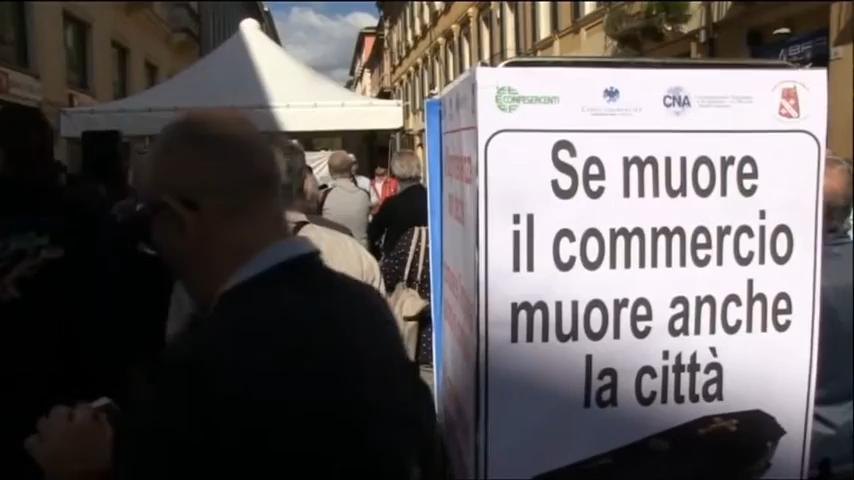 CONFESERCENTI
CNA
Se muore
il commercio
muore anche
la città